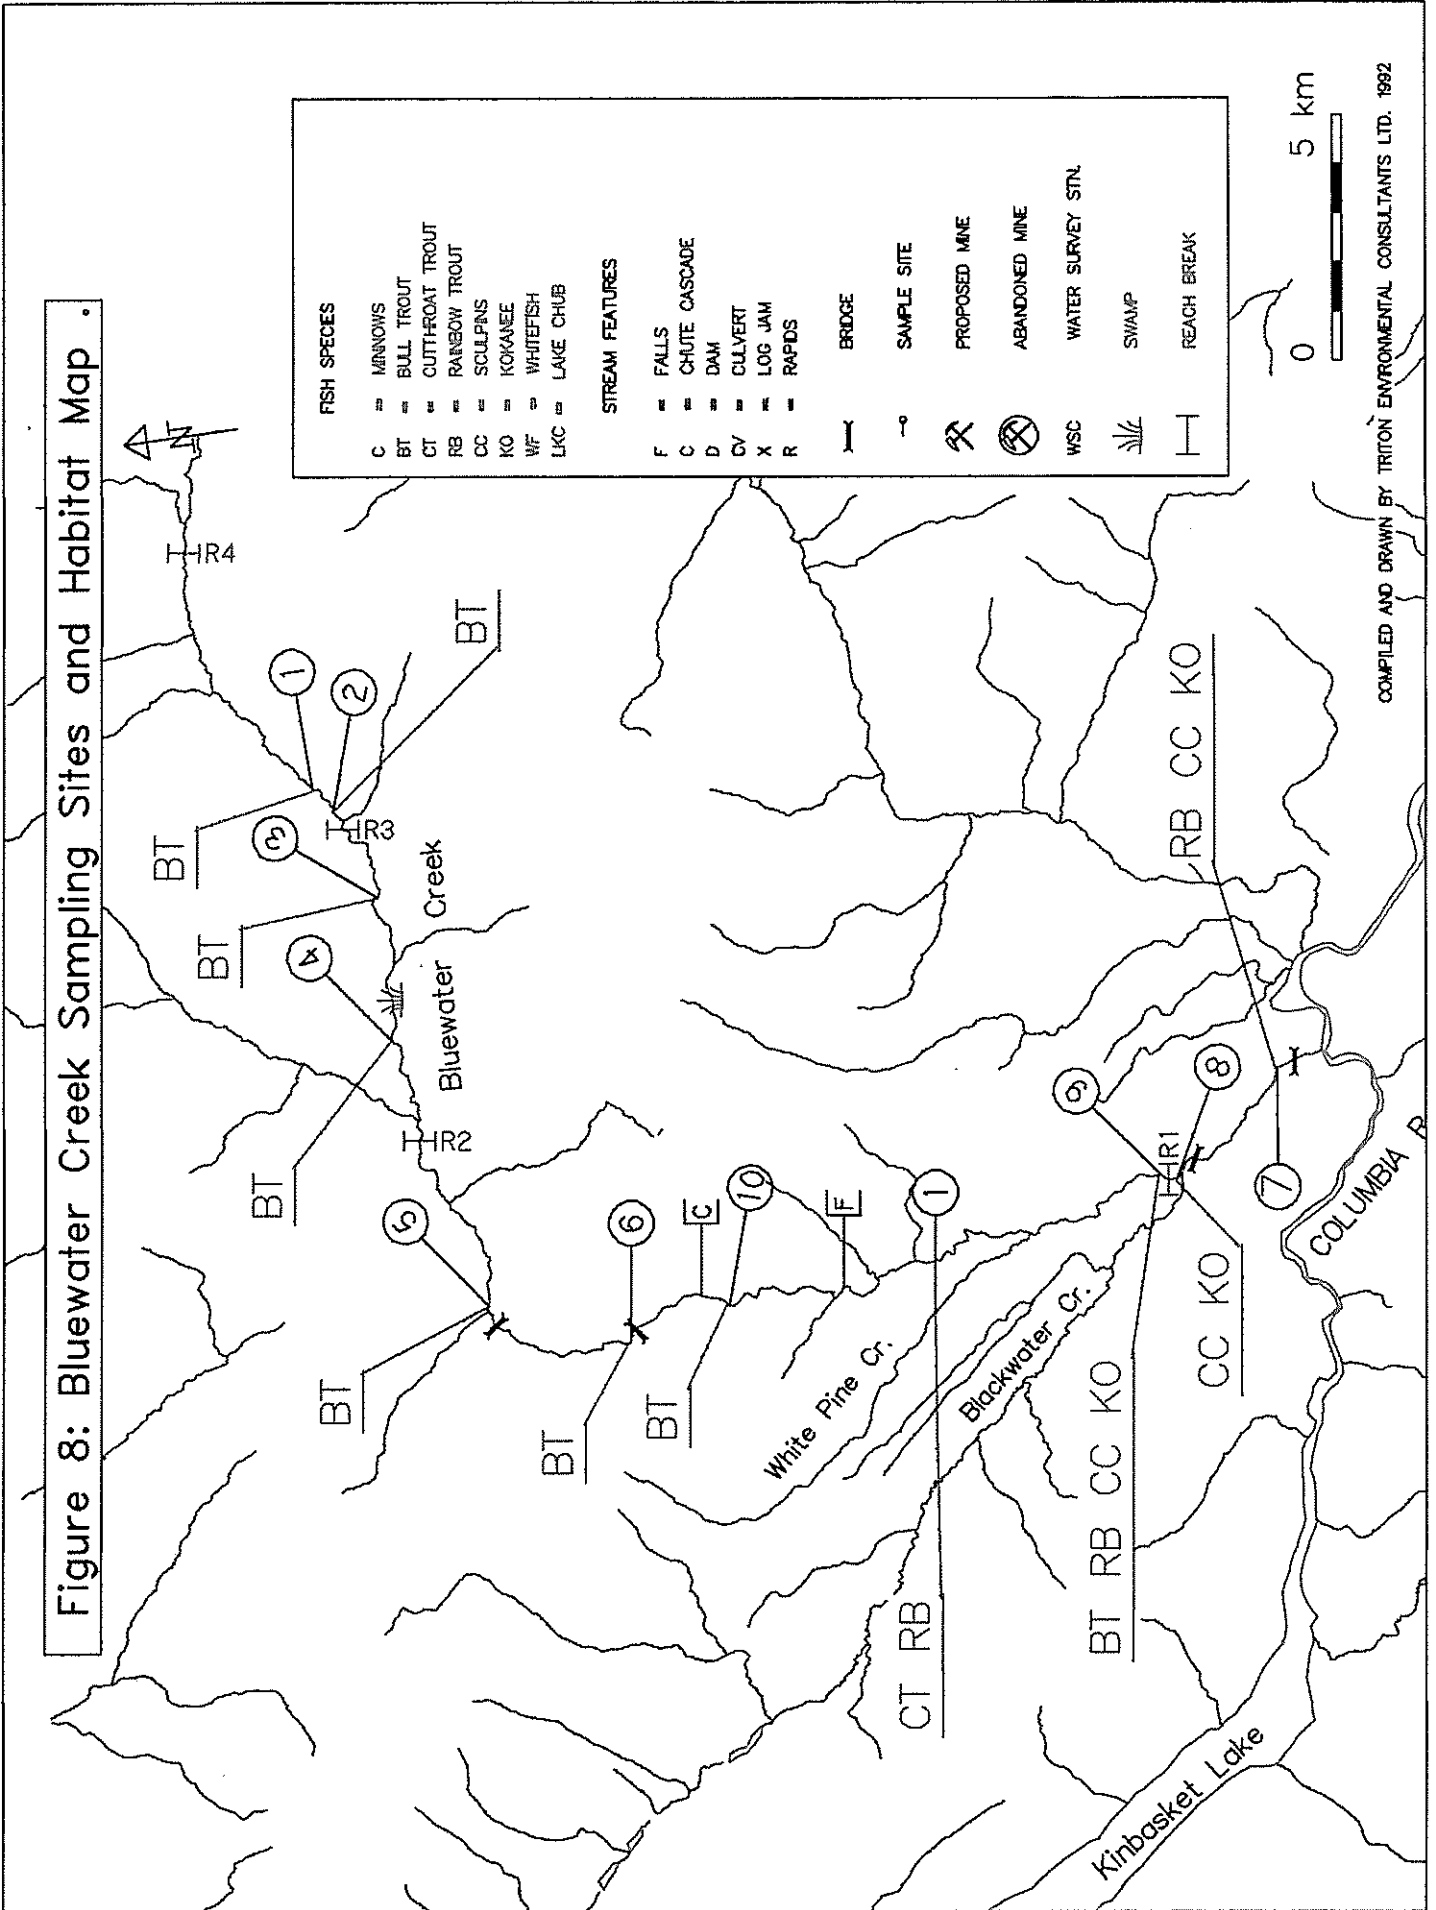 Figure 8: Bluewater Creek Sampling Sites and Habitat Map .
N
R4
1
2
BT
BT
3
R3
BT
4
Bluewater Creek
BT
R2
5
BT
6
BT
C
10
BT
F
1
CT RB
White Pine Cr.
Blackwater Cr.
9
R1
8
7
RB CC KO
BT RB CC KO
CC KO
COLUMBIA R
Kinbasket Lake
FISH SPECIES
C = MINNOWS
BT = BULL TROUT
CT = CUTTHROAT TROUT
RB = RAINBOW TROUT
CC = SCULPINS
KO = KOKANEE
WF = WHITEFISH
LKC = LAKE CHUB
STREAM FEATURES
F = FALLS
C = CHUTE CASCADE
D = DAM
CV = CULVERT
X = LOG JAM
R = RAPIDS
BRIDGE
SAMPLE SITE
PROPOSED MINE
ABANDONED MINE
WSC WATER SURVEY STN.
SWAMP
REACH BREAK
0 5 km
COMPILED AND DRAWN BY TRITON ENVIRONMENTAL CONSULTANTS LTD. 1992